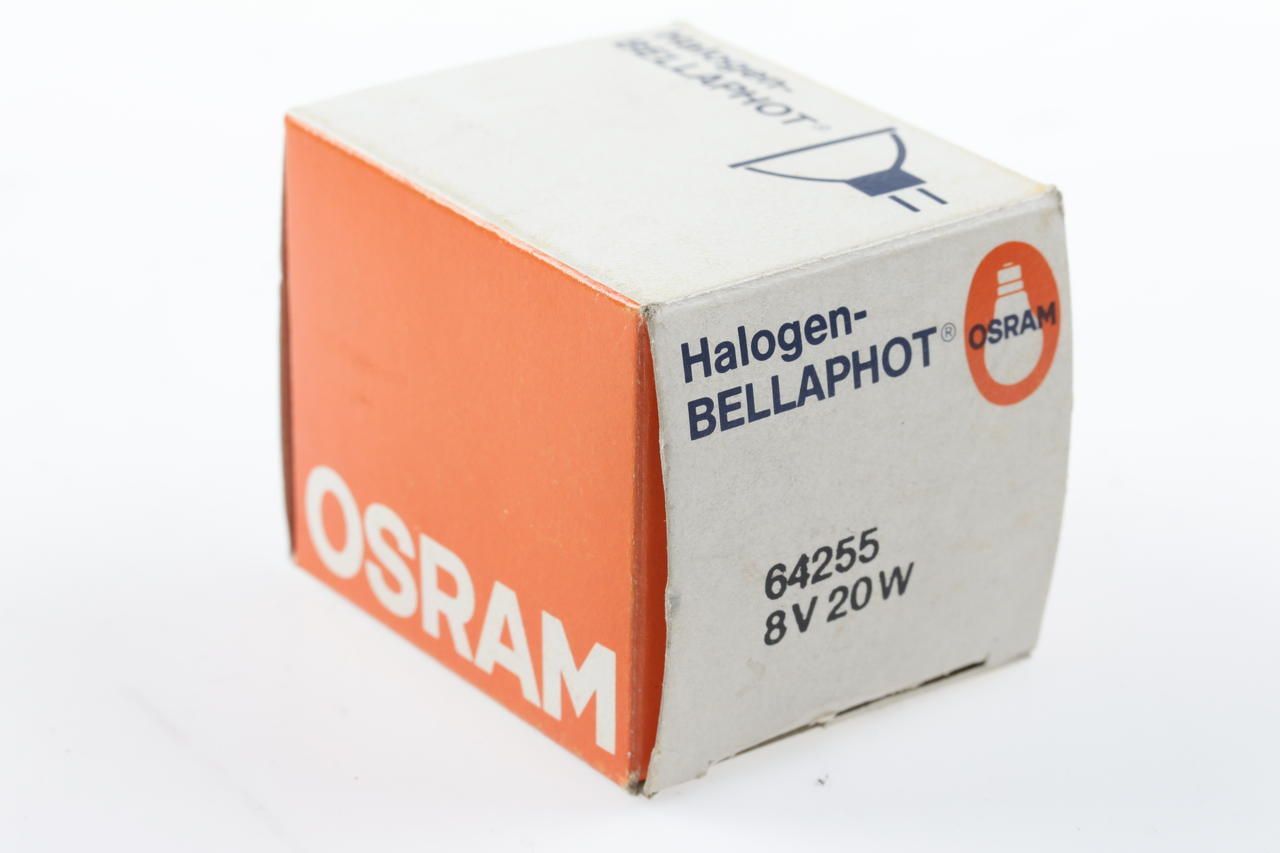 Halogen-
BELLAPHOT®
Halogen-
BELLAPHOT®
OSRAM
64255
8V 20W
OSRAM